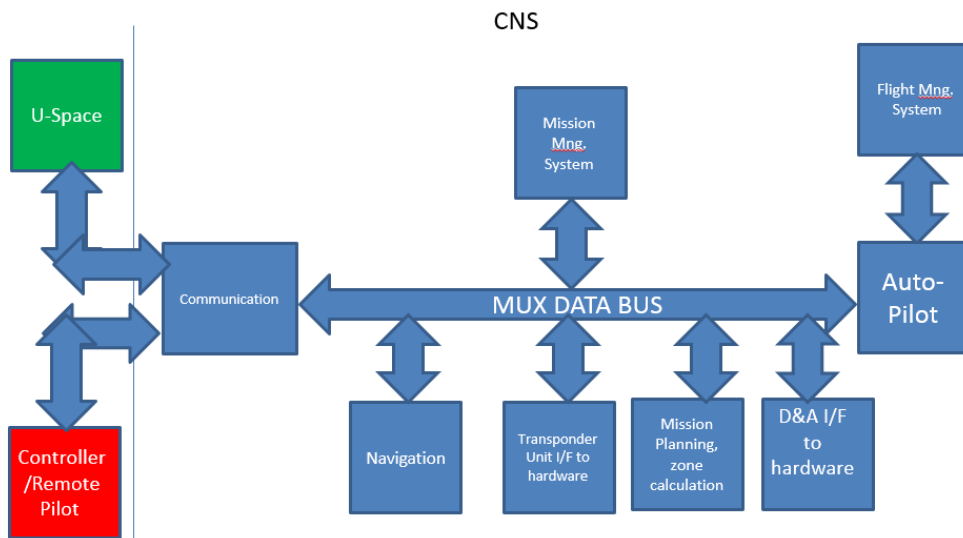 CNS
U-Space
Mission
Mng.
System
Flight Mng.
System
Communication
MUX DATA BUS
Auto-
Pilot
Controller
/Remote
Pilot
Navigation
Transponder
Unit I/F to
hardware
Mission
Planning,
zone
calculation
D&A I/F
to
hardware